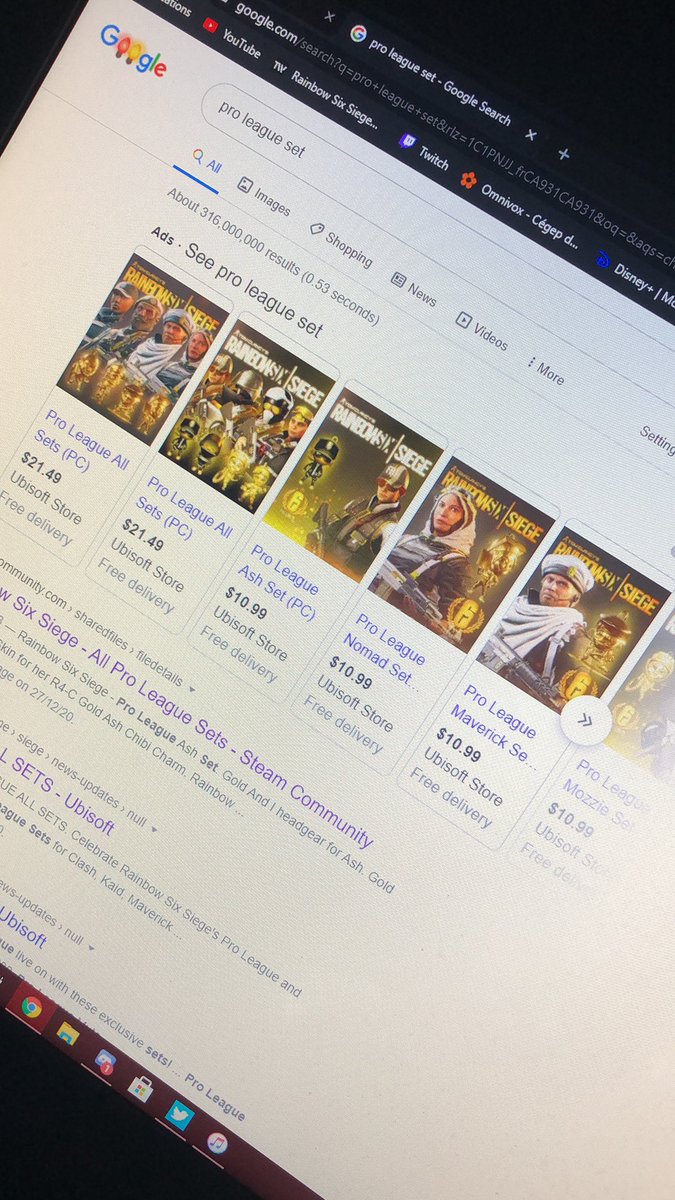 google.com/search?q=pro+league+set&rlz=1C1PNJJ_frCA931CA931&oq=&aqs=ch
pro league set - Google Search
YouTube
Rainbow Six Siege...
Twitch
Omnivox - Cégep d...
Disney+ |
Google
pro league set
All
Images
Shopping
News
Videos
More
Setting
About 316,000,000 results (0.53 seconds)
Ads · See pro league set
RAINBOW SIX | SIEGE
Pro League All
Sets (PC)
$21.49
Ubisoft Store
Free delivery
RAINBOW SIX | SIEGE
Pro League All
Sets (PC)
$21.49
Ubisoft Store
Free delivery
RAINBOW SIX | SIEGE
Pro League
Ash Set (PC)
$10.99
Ubisoft Store
Free delivery
RAINBOW SIX | SIEGE
Pro League
Nomad Set...
$10.99
Ubisoft Store
Free delivery
RAINBOW SIX | SIEGE
Pro League
Maverick Se...
$10.99
Ubisoft Store
Free delivery
Pro League
Mozzie Set
$10.99
Ubisoft Sto
Free delive
ommunity.com › sharedfiles › filedetails
w Six Siege - All Pro League Sets - Steam Community
... Rainbow Six Siege - Pro League Ash Set. Gold And I headgear for Ash. Gold
skin for her R4-C Gold Ash Chibi Charm. Rainbow ...
ge on 27/12/20.
ge › siege › news-updates › null
L SETS - Ubisoft
UE ALL SETS. Celebrate Rainbow Six Siege's Pro League and
eague Sets for Clash, Kaid, Maverick...
ews-updates › null
Ubisoft
ue live on with these exclusive sets! ... Pro League
1